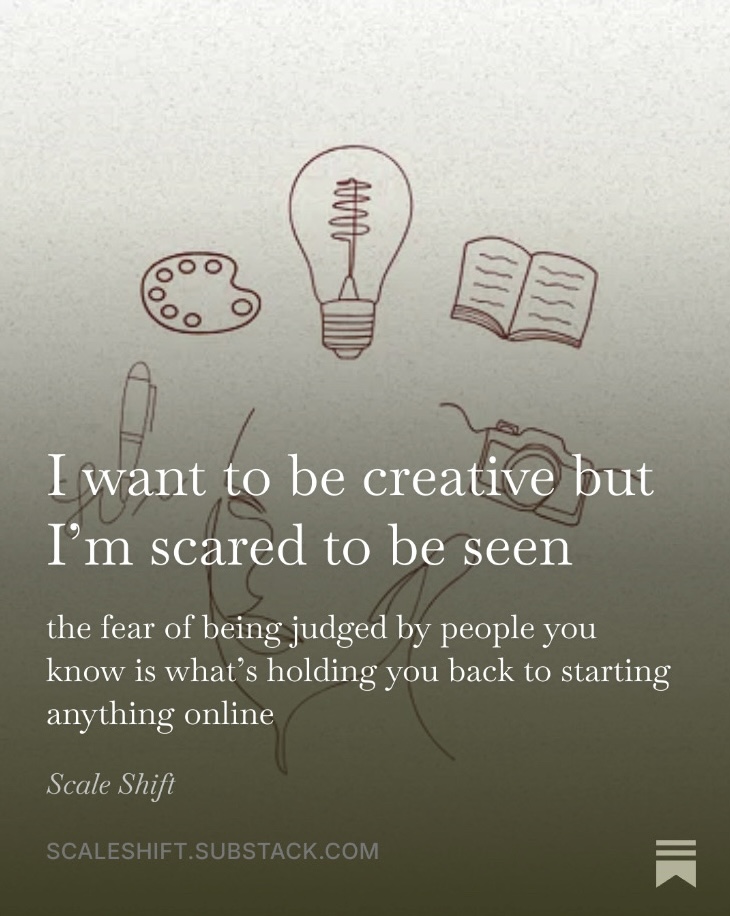 I want to be creative but
I’m scared to be seen
the fear of being judged by people you
know is what’s holding you back to starting
anything online
Scale Shift
SCALESHIFT.SUBSTACK.COM